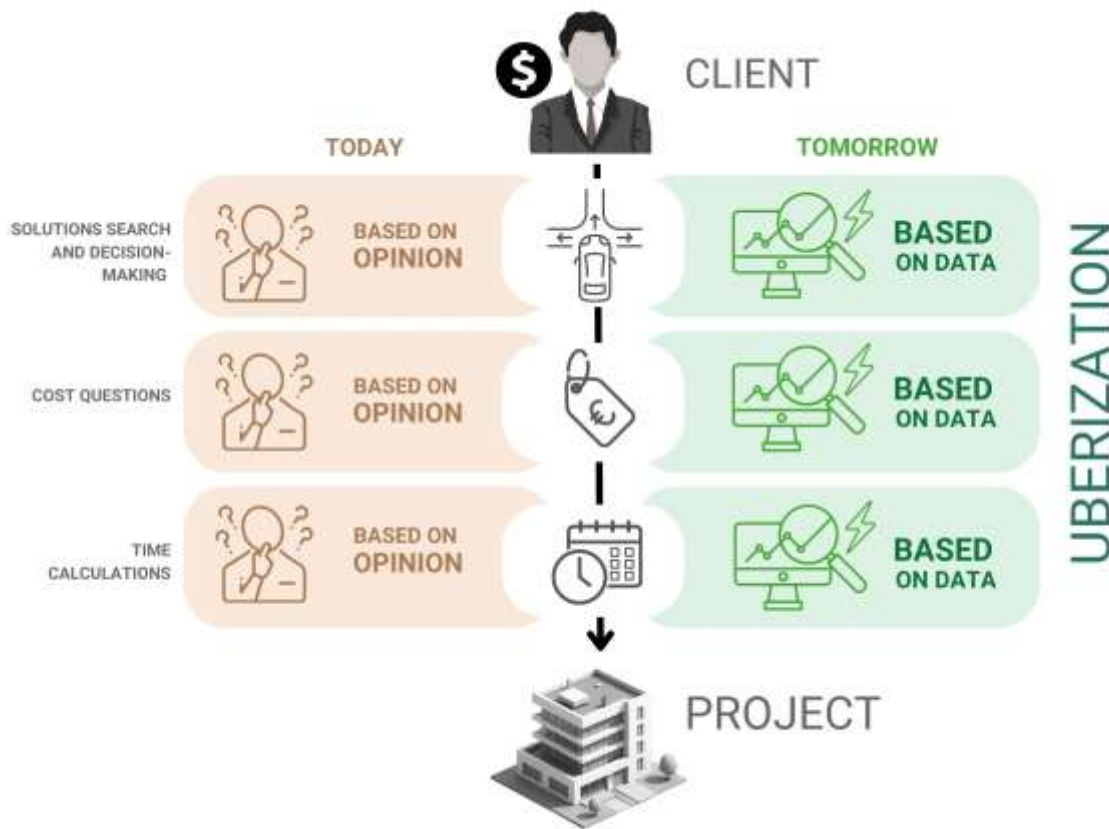 $
CLIENT
TODAY
TOMORROW
SOLUTIONS SEARCH
AND DECISION-
MAKING
BASED ON
OPINION
BASED
ON DATA
COST QUESTIONS
BASED ON
OPINION
€
BASED
ON DATA
TIME
CALCULATIONS
BASED ON
OPINION
BASED
ON DATA
UBERIZATION
PROJECT